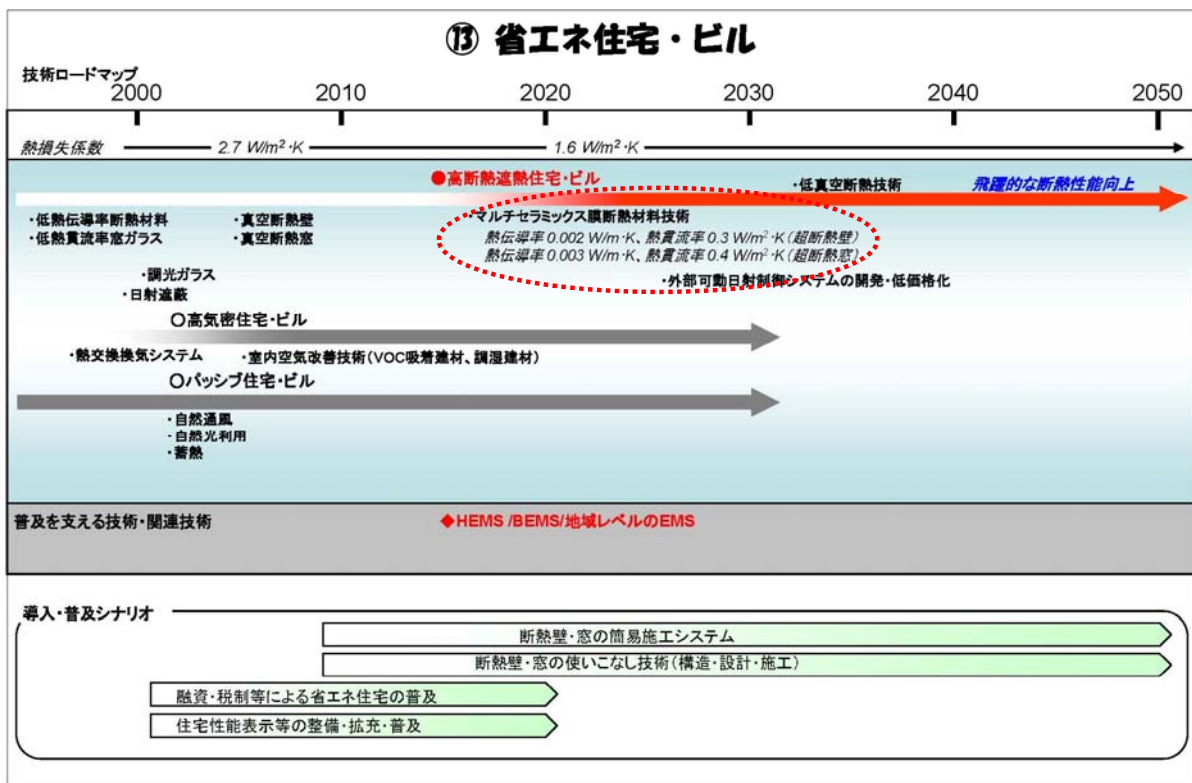 ⑬ 省エネ住宅・ビル
技術ロードマップ
2000 2010 2020 2030 2040 2050
熱損失係数 2.7 W/m²・K 1.6 W/m²・K
●高断熱遮熱住宅・ビル
・低真空断熱技術 飛躍的な断熱性能向上
・低熱伝導率断熱材料 ・真空断熱壁 ・マルチセラミックス膜断熱材料技術
・低熱貫流率窓ガラス ・真空断熱窓 熱伝導率 0.002 W/m・K、熱貫流率 0.3 W/m²・K(超断熱壁)
熱伝導率 0.003 W/m・K、熱貫流率 0.4 W/m²・K(超断熱窓)
・調光ガラス ・外部可動日射制御システムの開発・低価格化
・日射遮蔽
○高気密住宅・ビル
・熱交換換気システム ・室内空気改善技術(VOC吸着建材、調湿建材)
○パッシブ住宅・ビル
・自然通風
・自然光利用
・蓄熱
普及を支える技術・関連技術 ◆HEMS /BEMS/地域レベルのEMS
導入・普及シナリオ
断熱壁・窓の簡易施工システム
断熱壁・窓の使いこなし技術(構造・設計・施工)
融資・税制等による省エネ住宅の普及
住宅性能表示等の整備・拡充・普及